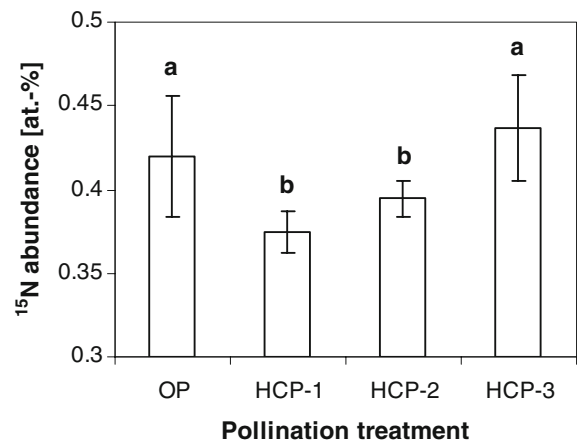 0.5
0.45
0.4
0.35
0.3
¹⁵N abundance [at.-%]
a
b
b
a
OP HCP-1 HCP-2 HCP-3
Pollination treatment